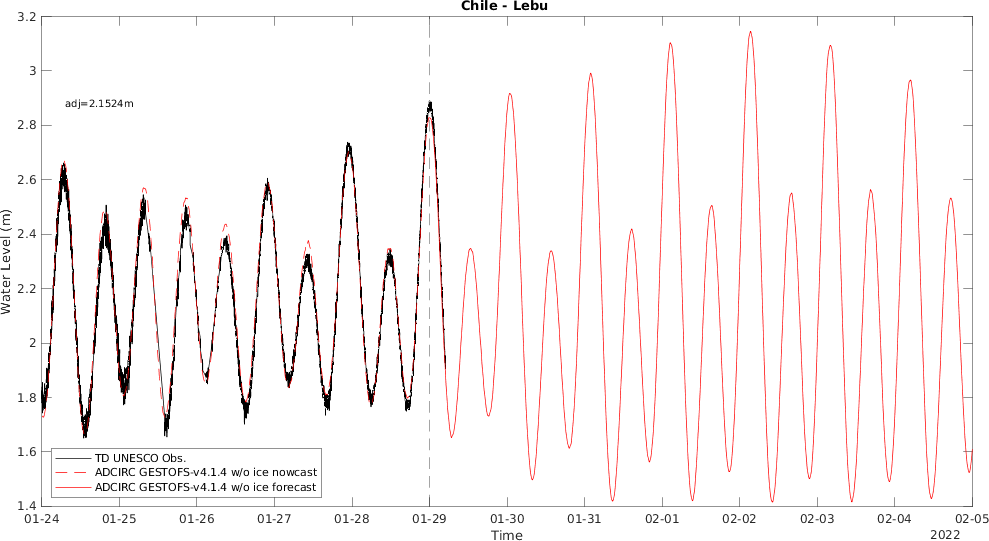 Chile - Lebu
3.2
3
2.8
2.6
2.4
2.2
2
1.8
1.6
1.4
Water Level (m)
adj=2.1524m
TD UNESCO Obs.
ADCIRC GESTOFS-v4.1.4 w/o ice nowcast
ADCIRC GESTOFS-v4.1.4 w/o ice forecast
01-24 01-25 01-26 01-27 01-28 01-29 01-30 01-31 02-01 02-02 02-03 02-04 02-05
Time
2022